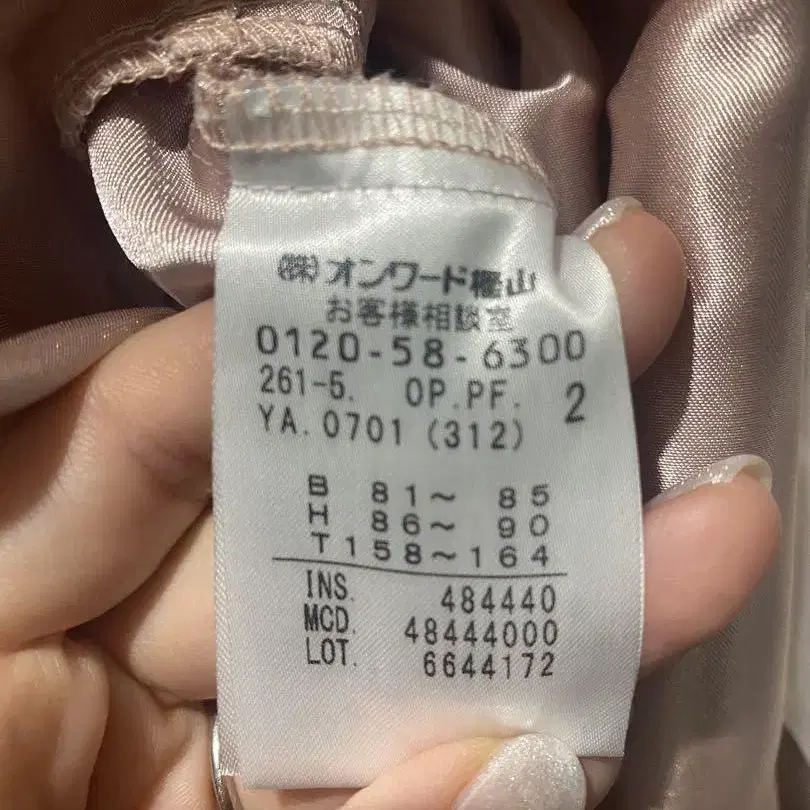 (株)オンワード樫山
お客様相談室
0120-58-6300
261-5. OP.PF. 2
YA.0701 (312)
B 81～ 85
H 86～ 90
T158～164
INS. 484440
MCD. 48444000
LOT. 6644172